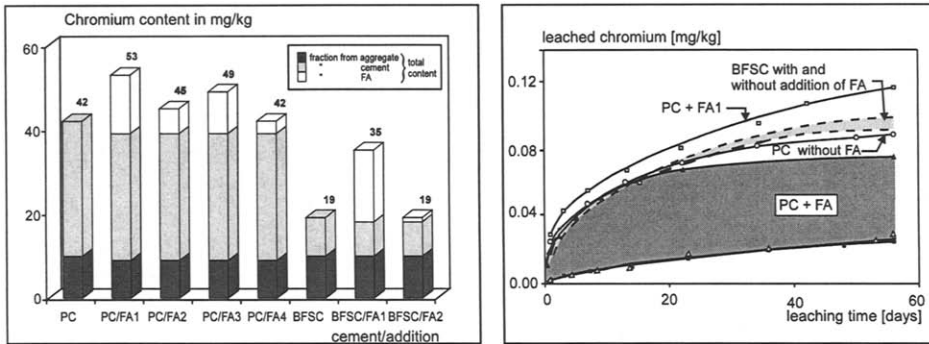 Chromium content in mg/kg
60
40
20
0
fraction from aggregate
" cement
" FA
total
content
42
53
45
49
42
19
35
19
PC
PC/FA1
PC/FA2
PC/FA3
PC/FA4
BFSC
BFSC/FA1
BFSC/FA2
cement/addition
leached chromium [mg/kg]
0.12
0.08
0.04
0.00
BFSC with and
without addition of FA
PC + FA1
PC without FA
PC + FA
0
20
40
60
leaching time [days]